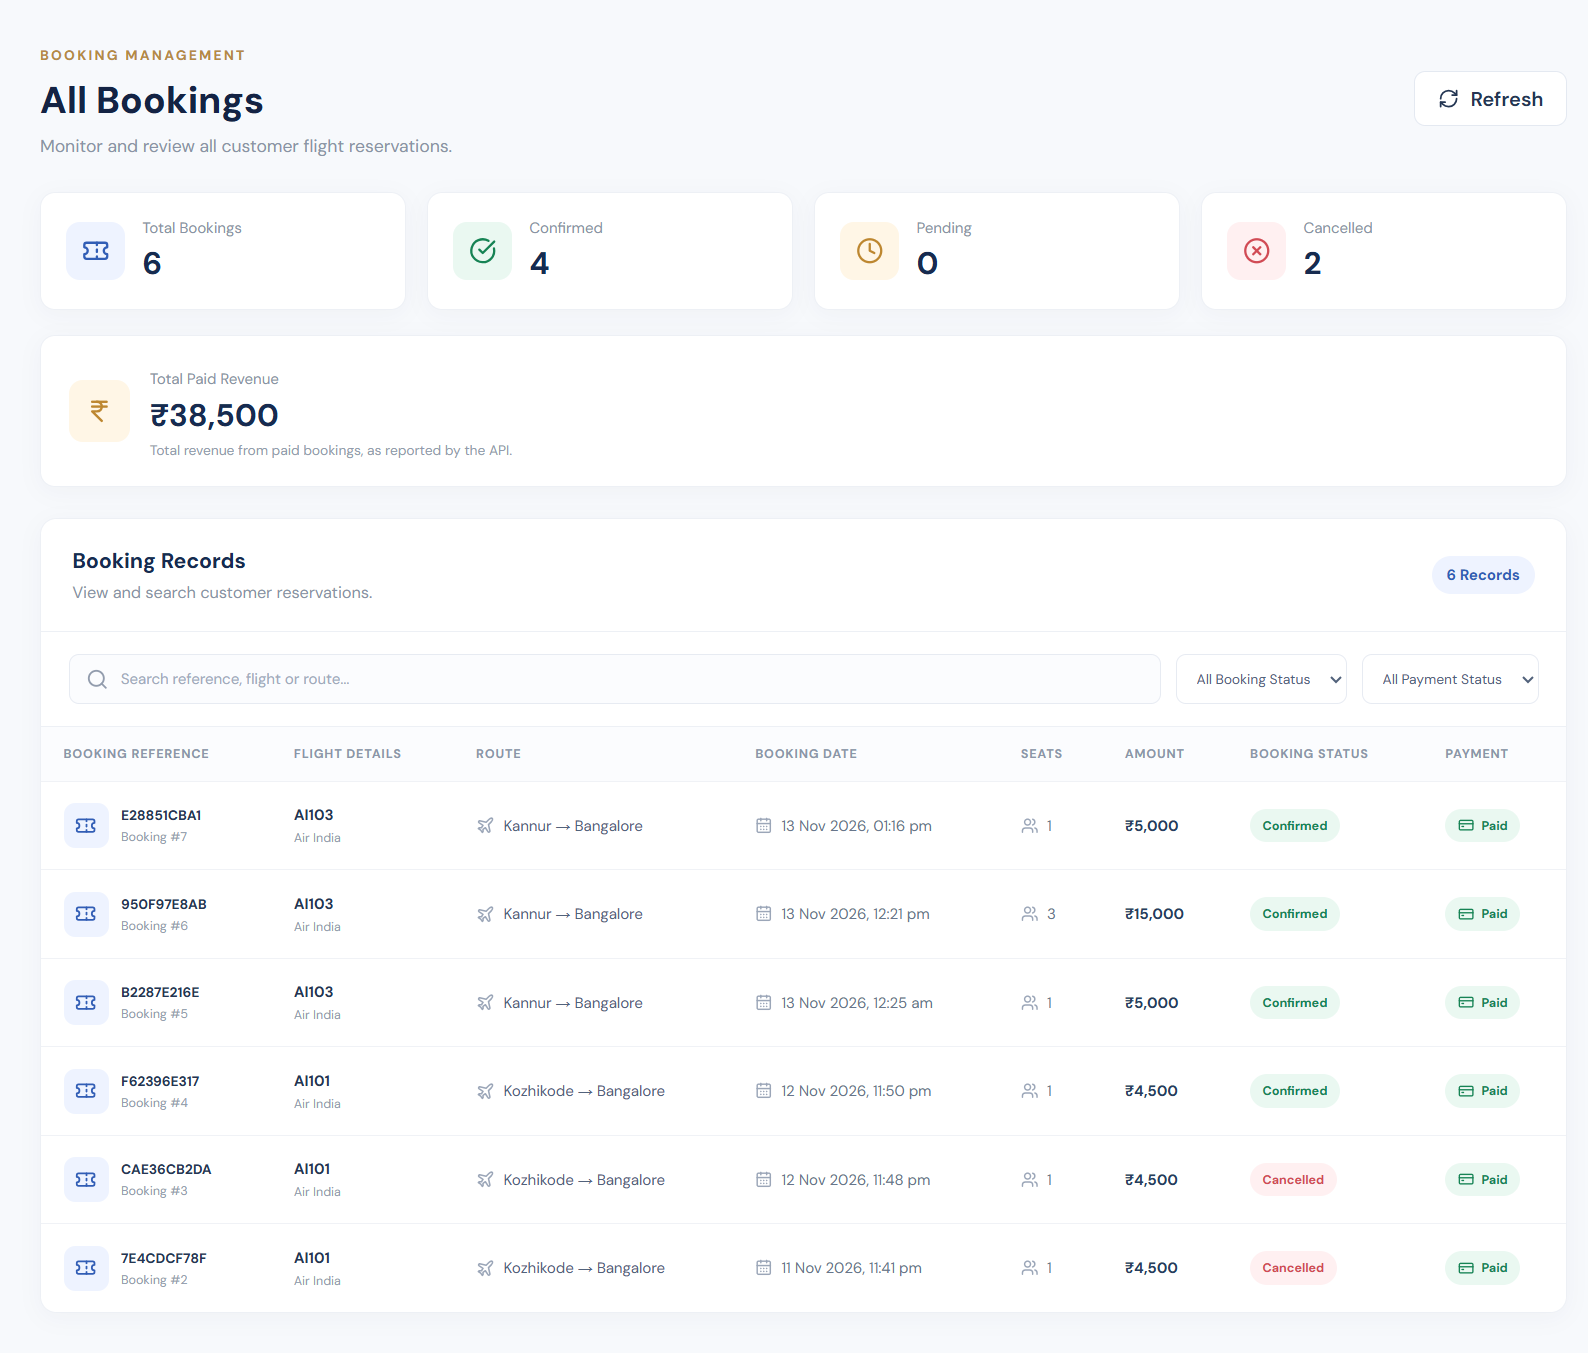 BOOKING MANAGEMENT
All Bookings
Refresh
Monitor and review all customer flight reservations.
Total Bookings
6
Confirmed
4
Pending
0
Cancelled
2
Total Paid Revenue
₹38,500
Total revenue from paid bookings, as reported by the API.
Booking Records
View and search customer reservations.
6 Records
Search reference, flight or route...
All Booking Status
All Payment Status
BOOKING REFERENCE FLIGHT DETAILS ROUTE BOOKING DATE SEATS AMOUNT BOOKING STATUS PAYMENT
E28851CBA1 AI103
Booking #7 Air India Kannur → Bangalore 13 Nov 2026, 01:16 pm 1 ₹5,000 Confirmed Paid
950F97E8AB AI103
Booking #6 Air India Kannur → Bangalore 13 Nov 2026, 12:21 pm 3 ₹15,000 Confirmed Paid
B2287E216E AI103
Booking #5 Air India Kannur → Bangalore 13 Nov 2026, 12:25 am 1 ₹5,000 Confirmed Paid
F62396E317 AI101
Booking #4 Air India Kozhikode → Bangalore 12 Nov 2026, 11:50 pm 1 ₹4,500 Confirmed Paid
CAE36CB2DA AI101
Booking #3 Air India Kozhikode → Bangalore 12 Nov 2026, 11:48 pm 1 ₹4,500 Cancelled Paid
7E4CDCF78F AI101
Booking #2 Air India Kozhikode → Bangalore 11 Nov 2026, 11:41 pm 1 ₹4,500 Cancelled Paid